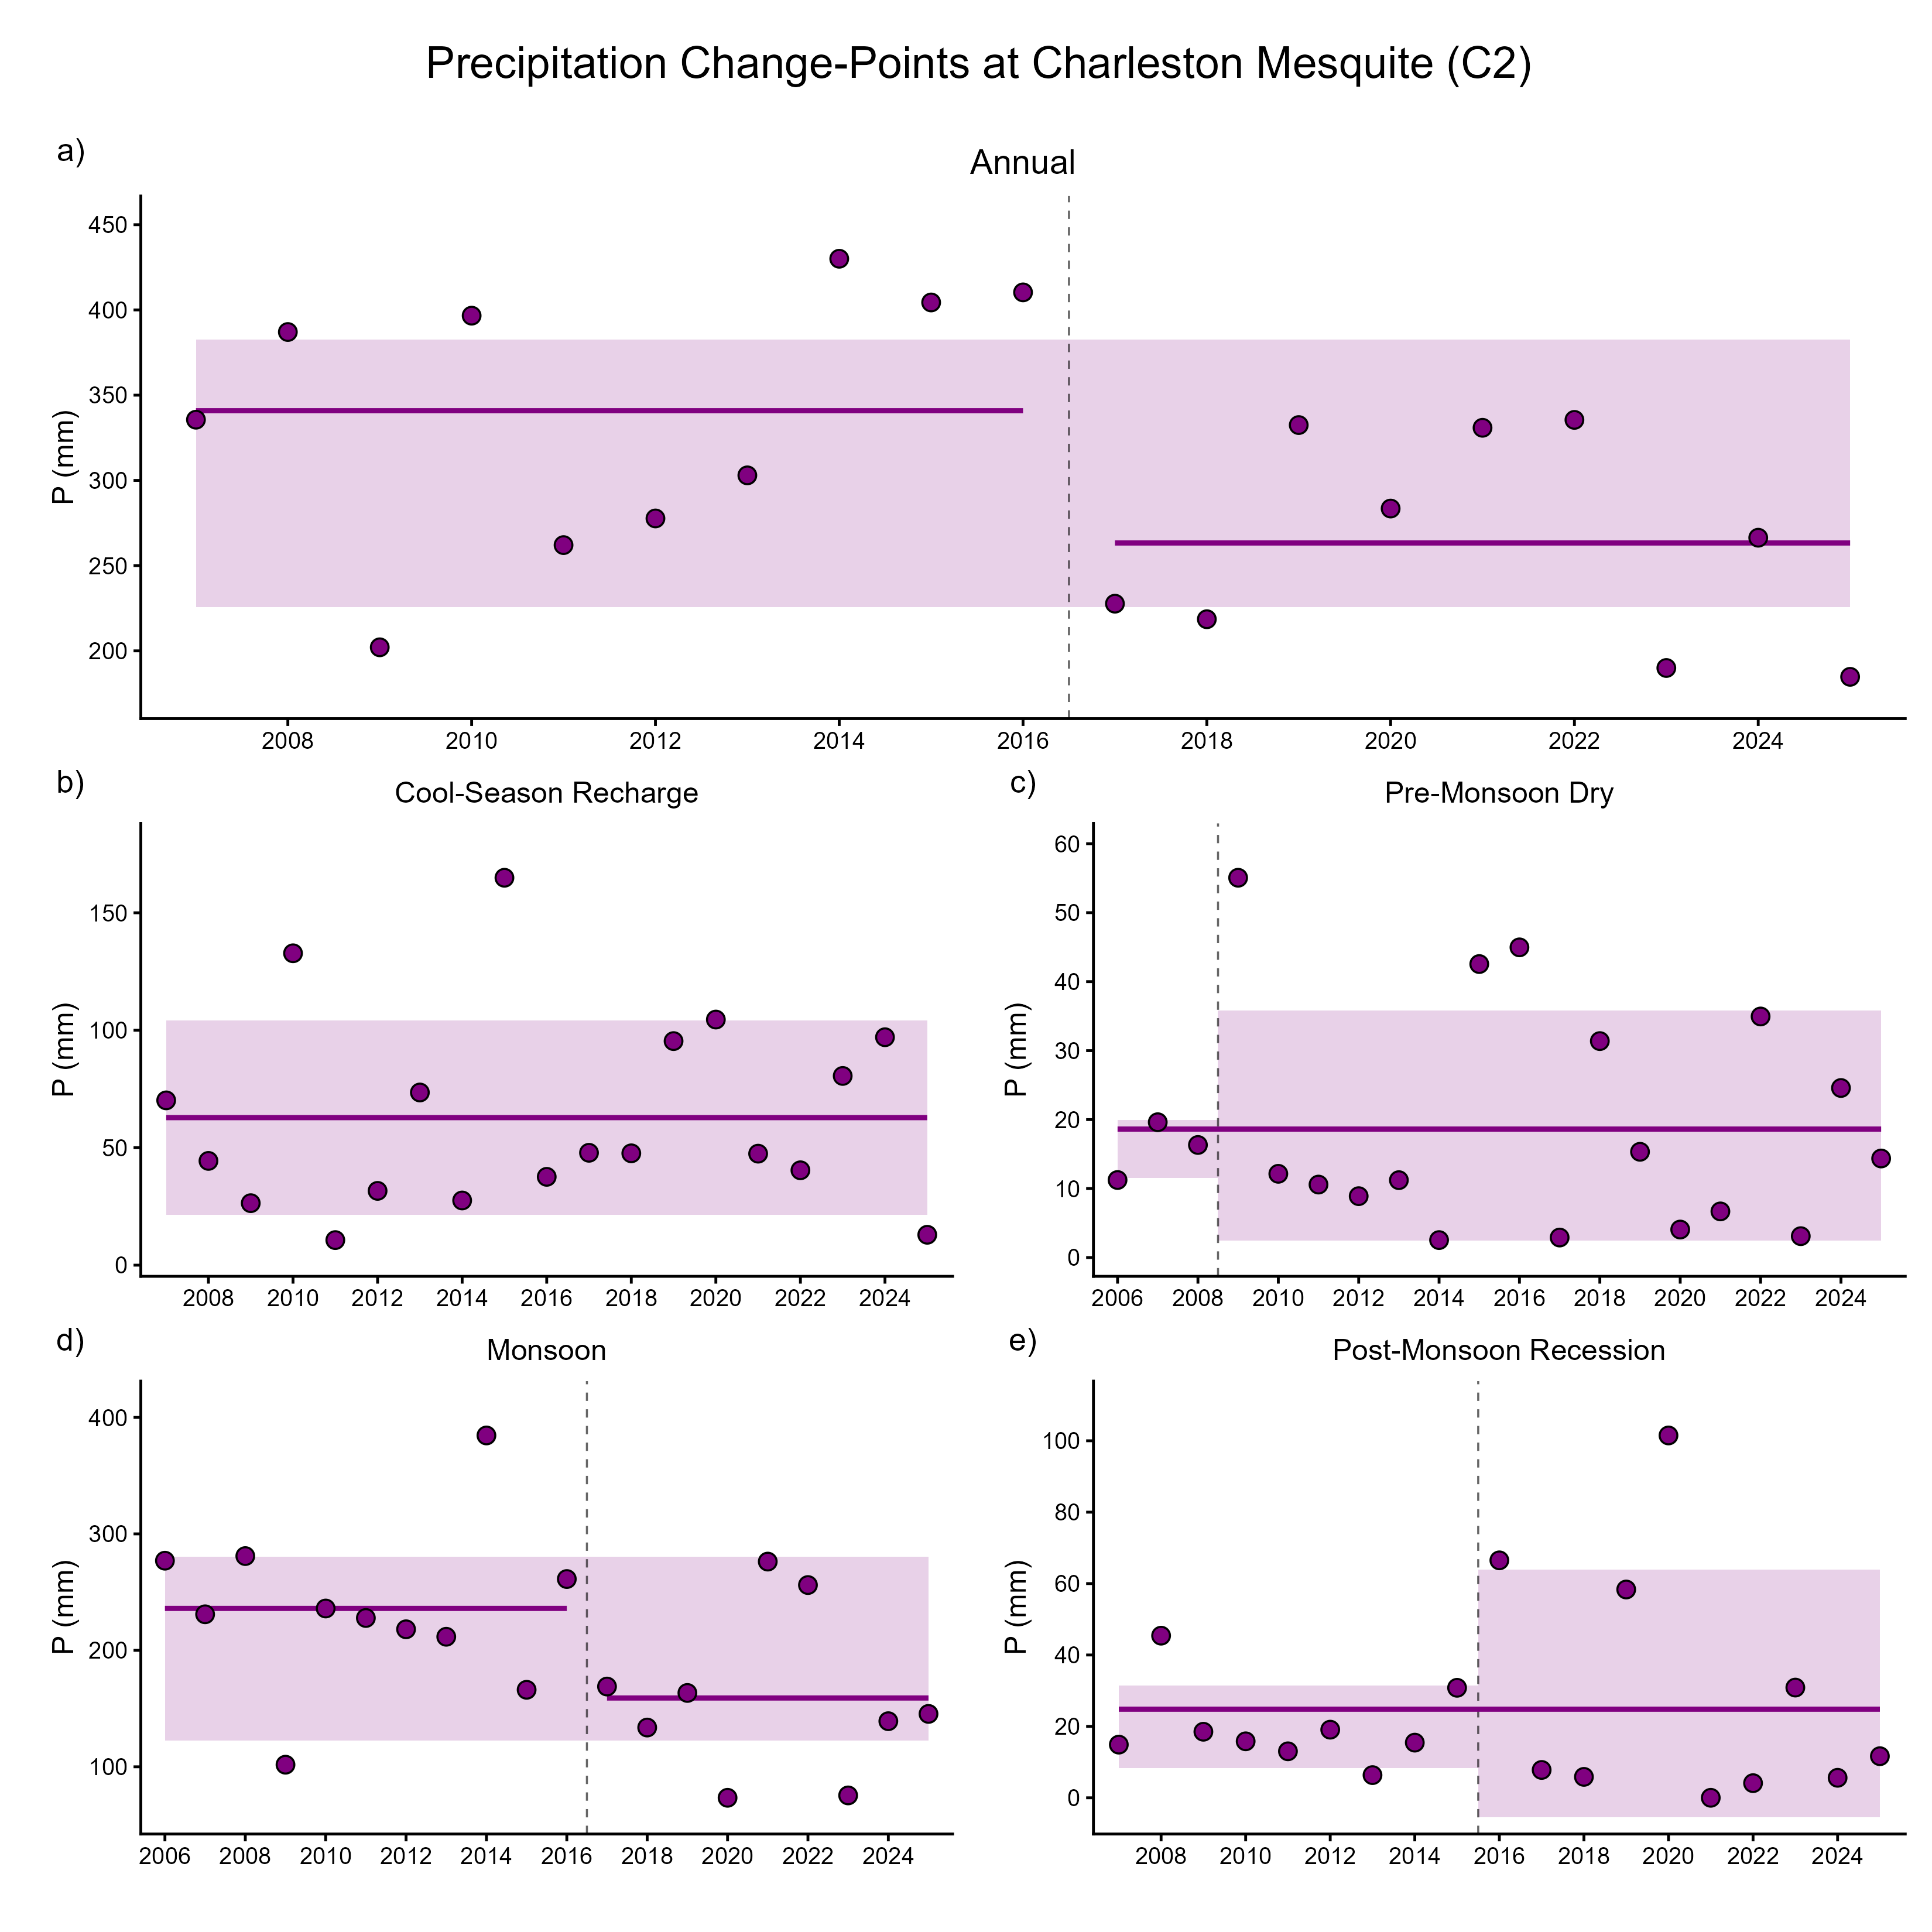 Precipitation Change-Points at Charleston Mesquite (C2)
a)
Annual
P (mm)
450
400
350
300
250
200
2008 2010 2012 2014 2016 2018 2020 2022 2024
b)
Cool-Season Recharge
P (mm)
150
100
50
0
2008 2010 2012 2014 2016 2018 2020 2022 2024
c)
Pre-Monsoon Dry
P (mm)
60
50
40
30
20
10
0
2006 2008 2010 2012 2014 2016 2018 2020 2022 2024
d)
Monsoon
P (mm)
400
300
200
100
2006 2008 2010 2012 2014 2016 2018 2020 2022 2024
e)
Post-Monsoon Recession
P (mm)
100
80
60
40
20
0
2008 2010 2012 2014 2016 2018 2020 2022 2024